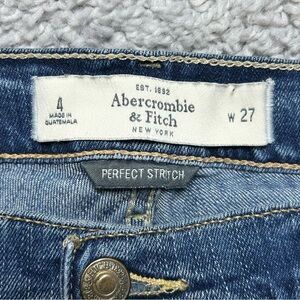 EST. 1892
4
MADE IN
GUATEMALA
Abercrombie
& Fitch
NEW YORK
W 27
PERFECT STRETCH